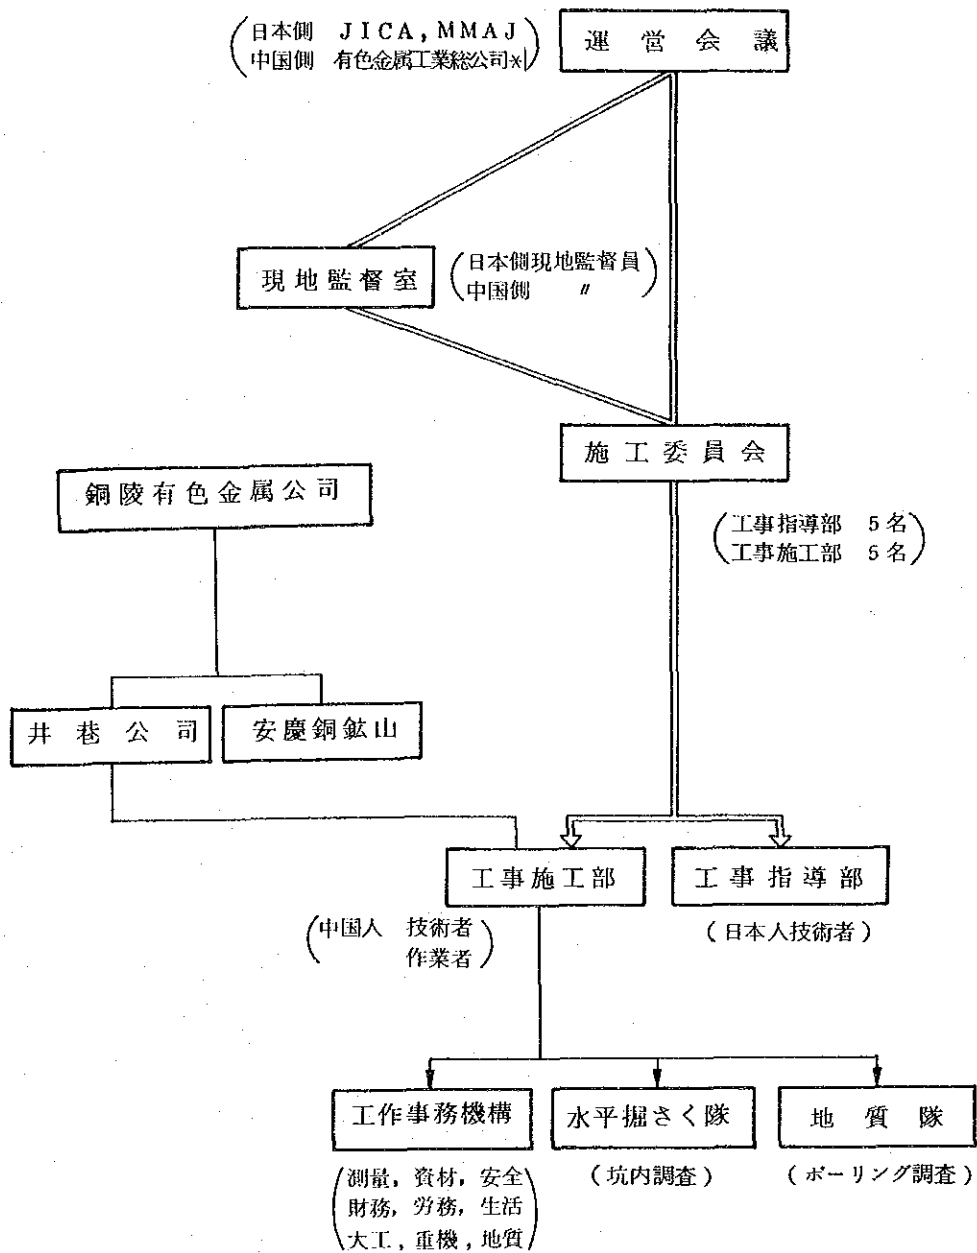 (日本側 JICA, MMAJ
中国側 有色金属工業総公司※)
運営会議
現地監督室
(日本側現地監督員
中国側 〃)
施工委員会
(工事指導部 5名
工事施工部 5名)
銅陵有色金属公司
井巷公司
安慶銅鉱山
工事施工部
工事指導部
(中国人 技術者
作業者)
(日本人技術者)
工作事務機構
水平掘さく隊
地質隊
(測量, 資材, 安全
財務, 労務, 生活
大工, 重機, 地質)
(坑内調査)
(ボーリング調査)